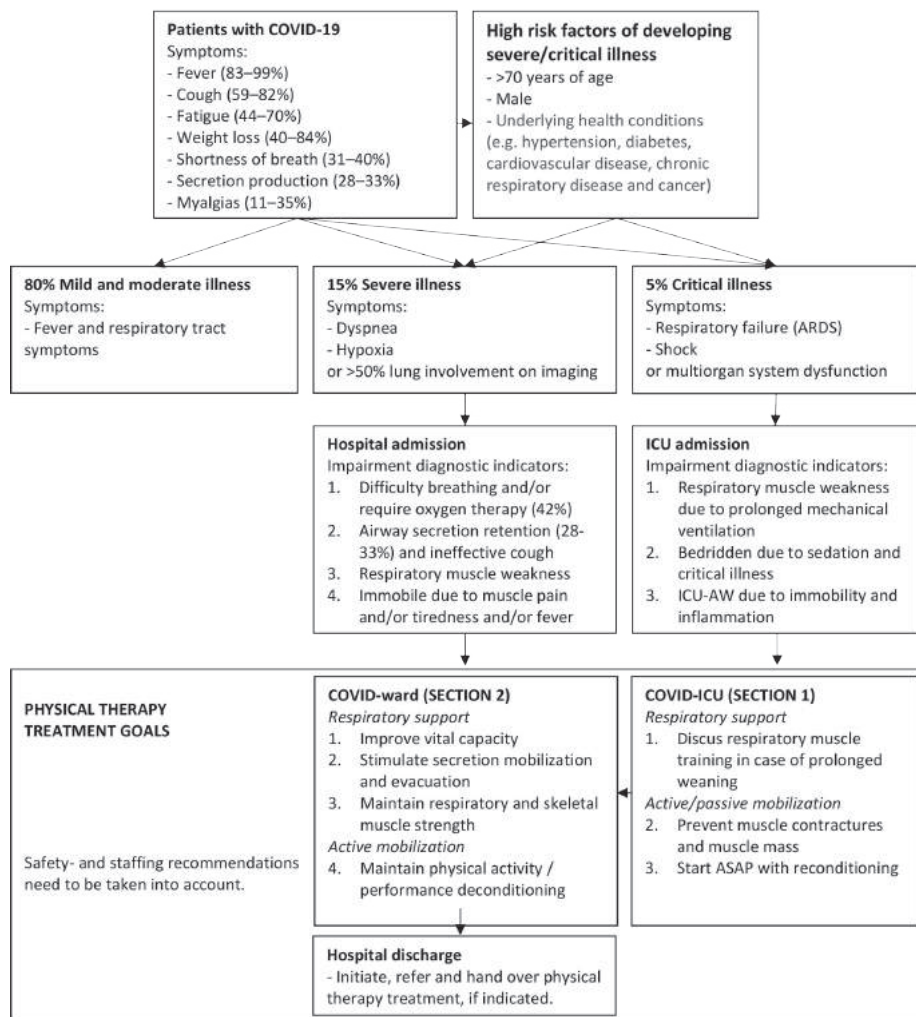 Patients with COVID-19
Symptoms:
- Fever (83–99%)
- Cough (59–82%)
- Fatigue (44–70%)
- Weight loss (40–84%)
- Shortness of breath (31–40%)
- Secretion production (28–33%)
- Myalgias (11–35%)
High risk factors of developing
severe/critical illness
- >70 years of age
- Male
- Underlying health conditions
(e.g. hypertension, diabetes,
cardiovascular disease, chronic
respiratory disease and cancer)
80% Mild and moderate illness
Symptoms:
- Fever and respiratory tract
symptoms
15% Severe illness
Symptoms:
- Dyspnea
- Hypoxia
or >50% lung involvement on imaging
5% Critical illness
Symptoms:
- Respiratory failure (ARDS)
- Shock
or multiorgan system dysfunction
Hospital admission
Impairment diagnostic indicators:
1. Difficulty breathing and/or
require oxygen therapy (42%)
2. Airway secretion retention (28-
33%) and ineffective cough
3. Respiratory muscle weakness
4. Immobile due to muscle pain
and/or tiredness and/or fever
ICU admission
Impairment diagnostic indicators:
1. Respiratory muscle weakness
due to prolonged mechanical
ventilation
2. Bedridden due to sedation and
critical illness
3. ICU-AW due to immobility and
inflammation
PHYSICAL THERAPY
TREATMENT GOALS
Safety- and staffing recommendations
need to be taken into account.
COVID-ward (SECTION 2)
Respiratory support
1. Improve vital capacity
2. Stimulate secretion mobilization
and evacuation
3. Maintain respiratory and skeletal
muscle strength
Active mobilization
4. Maintain physical activity /
performance deconditioning
COVID-ICU (SECTION 1)
Respiratory support
1. Discus respiratory muscle
training in case of prolonged
weaning
Active/passive mobilization
2. Prevent muscle contractures
and muscle mass
3. Start ASAP with reconditioning
Hospital discharge
- Initiate, refer and hand over physical
therapy treatment, if indicated.